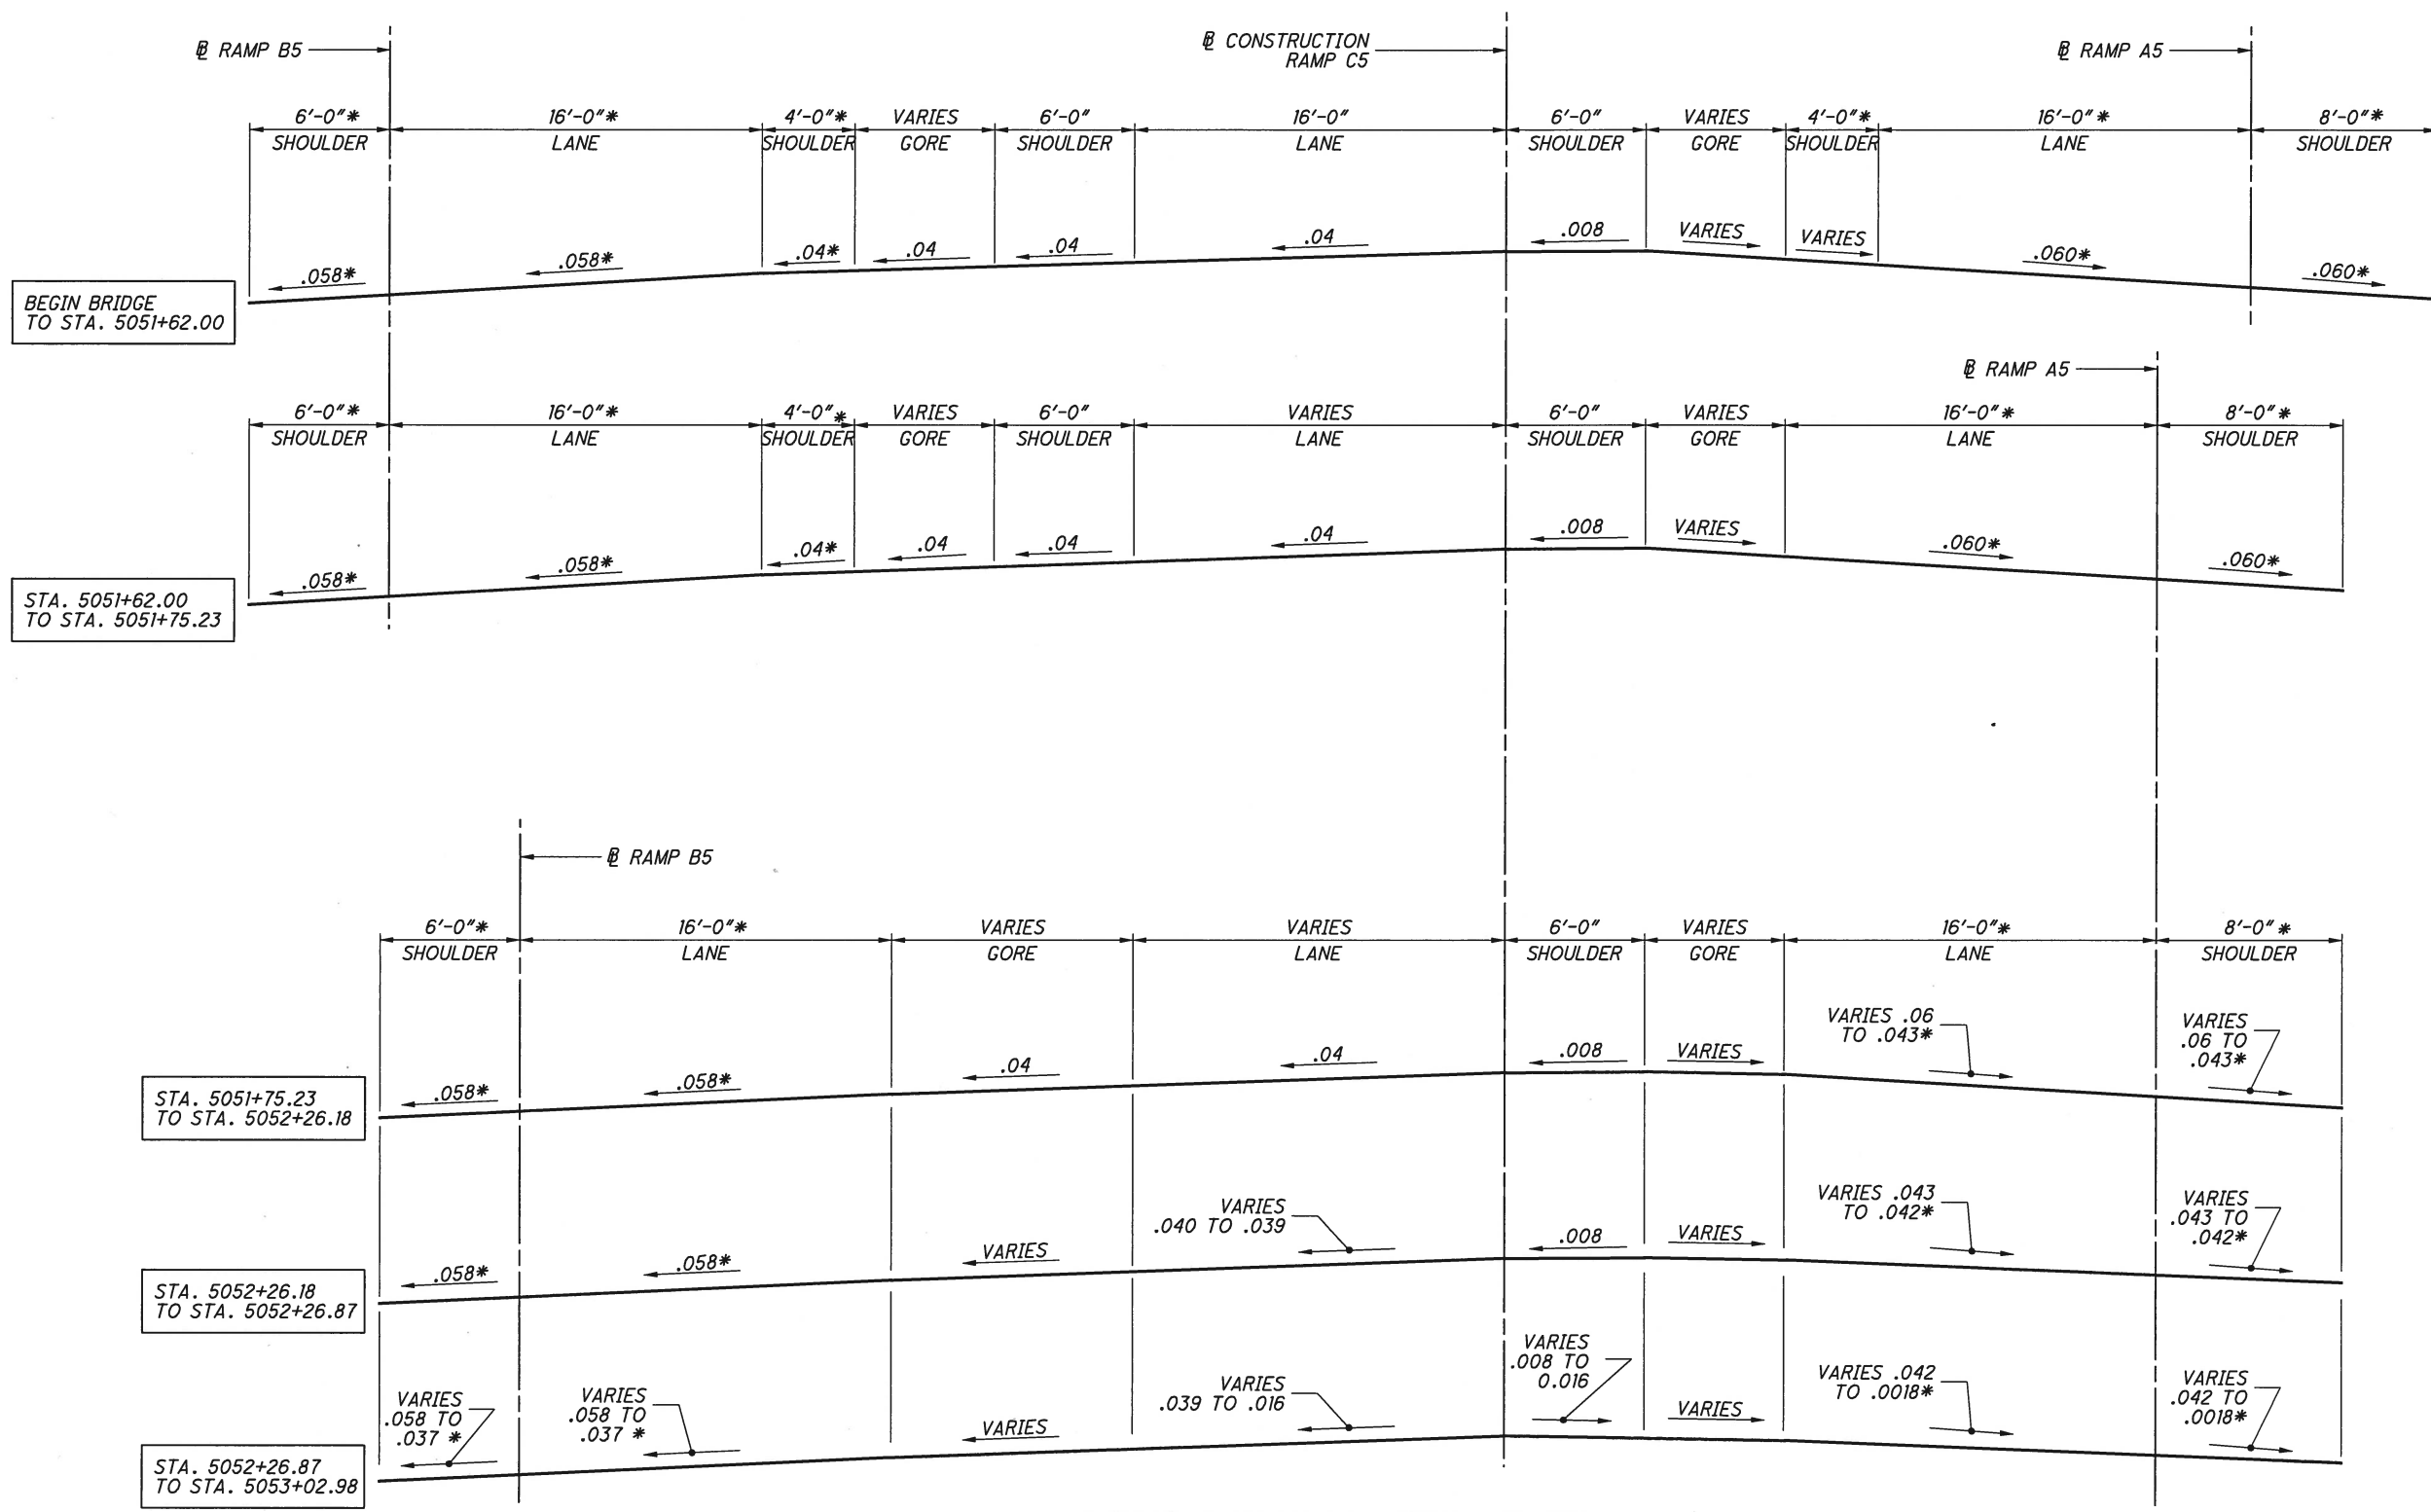 ℄ RAMP B5
℄ CONSTRUCTION
RAMP C5
℄ RAMP A5
6'-0"* 16'-0"* 4'-0"* VARIES 6'-0" 16'-0" 6'-0" VARIES 4'-0"* 16'-0"* 8'-0"*
SHOULDER LANE SHOULDER GORE SHOULDER LANE SHOULDER GORE SHOULDER LANE SHOULDER
.058* .058* .04* .04 .04 .04 .008 VARIES VARIES .060* .060*
BEGIN BRIDGE
TO STA. 5051+62.00
℄ RAMP A5
6'-0"* 16'-0"* 4'-0"* VARIES 6'-0" VARIES 6'-0" VARIES 16'-0"* 8'-0"*
SHOULDER LANE SHOULDER GORE SHOULDER LANE SHOULDER GORE LANE SHOULDER
.058* .058* .04* .04 .04 .04 .008 VARIES .060* .060*
STA. 5051+62.00
TO STA. 5051+75.23
℄ RAMP B5
6'-0"* 16'-0"* VARIES VARIES 6'-0" VARIES 16'-0"* 8'-0"*
SHOULDER LANE GORE LANE SHOULDER GORE LANE SHOULDER
STA. 5051+75.23
TO STA. 5052+26.18
.058* .058* .04 .04 .008 VARIES
VARIES .06
TO .043*
VARIES
.06 TO
.043*
STA. 5052+26.18
TO STA. 5052+26.87
.058* .058* VARIES
VARIES
.040 TO .039
.008 VARIES
VARIES .043
TO .042*
VARIES
.043 TO
.042*
STA. 5052+26.87
TO STA. 5053+02.98
VARIES
.058 TO
.037 *
VARIES
.058 TO
.037 *
VARIES
VARIES
.039 TO .016
VARIES
.008 TO
0.016
VARIES
VARIES .042
TO .0018*
VARIES
.042 TO
.0018*